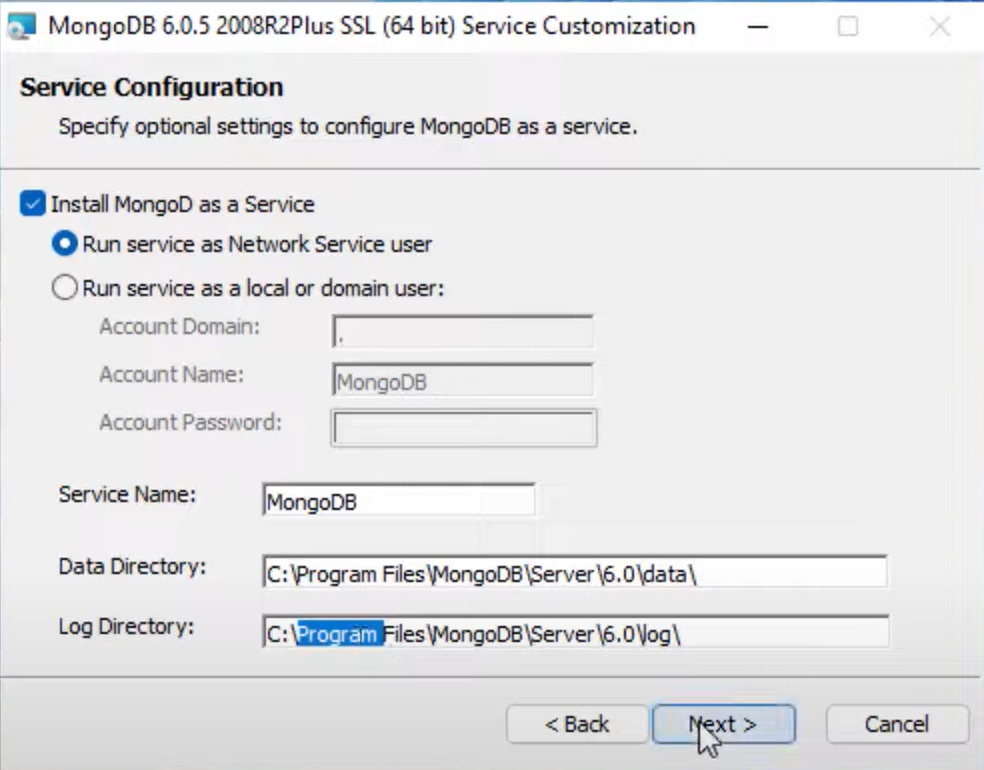 MongoDB 6.0.5 2008R2Plus SSL (64 bit) Service Customization
Service Configuration
Specify optional settings to configure MongoDB as a service.
Install MongoD as a Service
Run service as Network Service user
Run service as a local or domain user:
Account Domain: .
Account Name: MongoDB
Account Password:
Service Name: MongoDB
Data Directory: C:\Program Files\MongoDB\Server\6.0\data\
Log Directory: C:\Program Files\MongoDB\Server\6.0\log\
< Back Next > Cancel